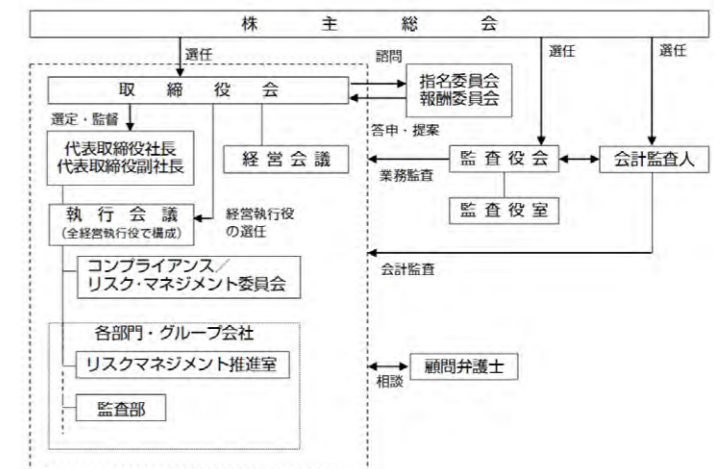 株主総会
選任
選任
選任
諮問
取締役会
指名委員会
報酬委員会
選定・監督
答申・提案
代表取締役社長
代表取締役副社長
経営会議
監査役会
会計監査人
業務監査
執行会議
(全経営執行役で構成)
経営執行役
の選任
監査役室
コンプライアンス/
リスク・マネジメント委員会
会計監査
各部門・グループ会社
リスクマネジメント推進室
顧問弁護士
相談
監査部